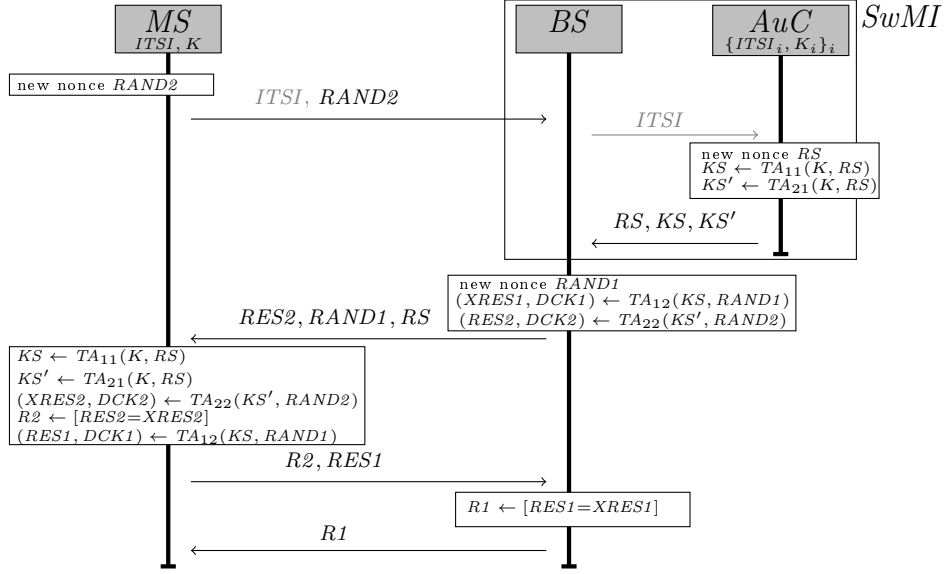 MS
ITSI, K
BS
AuC
{ITSI_i, K_i}_i
SwMI
new nonce RAND2
ITSI, RAND2
ITSI
new nonce RS
KS ← TA_11(K, RS)
KS′ ← TA_21(K, RS)
RS, KS, KS′
new nonce RAND1
(XRES1, DCK1) ← TA_12(KS, RAND1)
(RES2, DCK2) ← TA_22(KS′, RAND2)
RES2, RAND1, RS
KS ← TA_11(K, RS)
KS′ ← TA_21(K, RS)
(XRES2, DCK2) ← TA_22(KS′, RAND2)
R2 ← [RES2=XRES2]
(RES1, DCK1) ← TA_12(KS, RAND1)
R2, RES1
R1 ← [RES1=XRES1]
R1